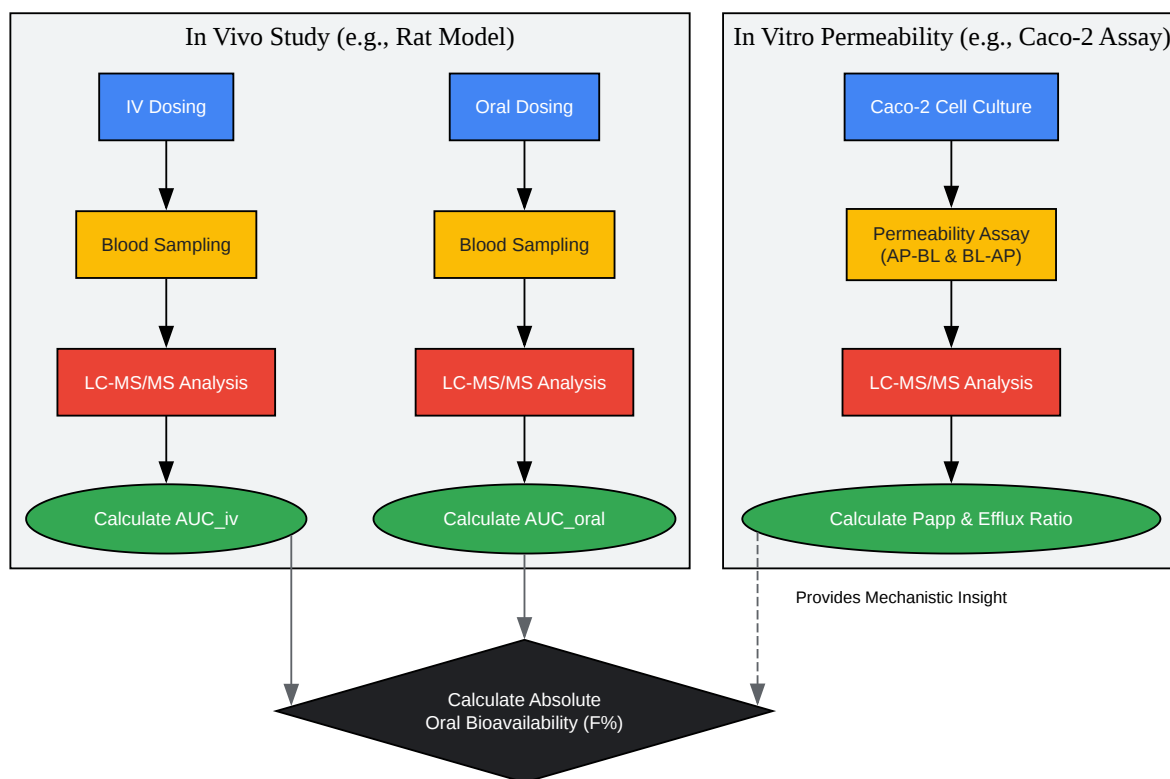 In Vivo Study (e.g., Rat Model)
IV Dosing
Blood Sampling
LC-MS/MS Analysis
Calculate AUC_iv
Oral Dosing
Blood Sampling
LC-MS/MS Analysis
Calculate AUC_oral
In Vitro Permeability (e.g., Caco-2 Assay)
Caco-2 Cell Culture
Permeability Assay
(AP-BL & BL-AP)
LC-MS/MS Analysis
Calculate Papp & Efflux Ratio
Provides Mechanistic Insight
Calculate Absolute
Oral Bioavailability (F%)